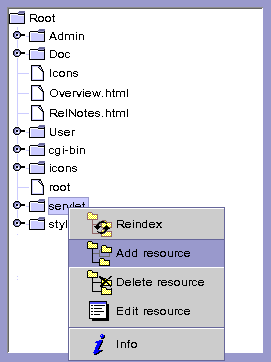 Root
Admin
Doc
Icons
Overview.html
RelNotes.html
User
cgi-bin
icons
root
servlet
styl
Reindex
Add resource
Delete resource
Edit resource
Info